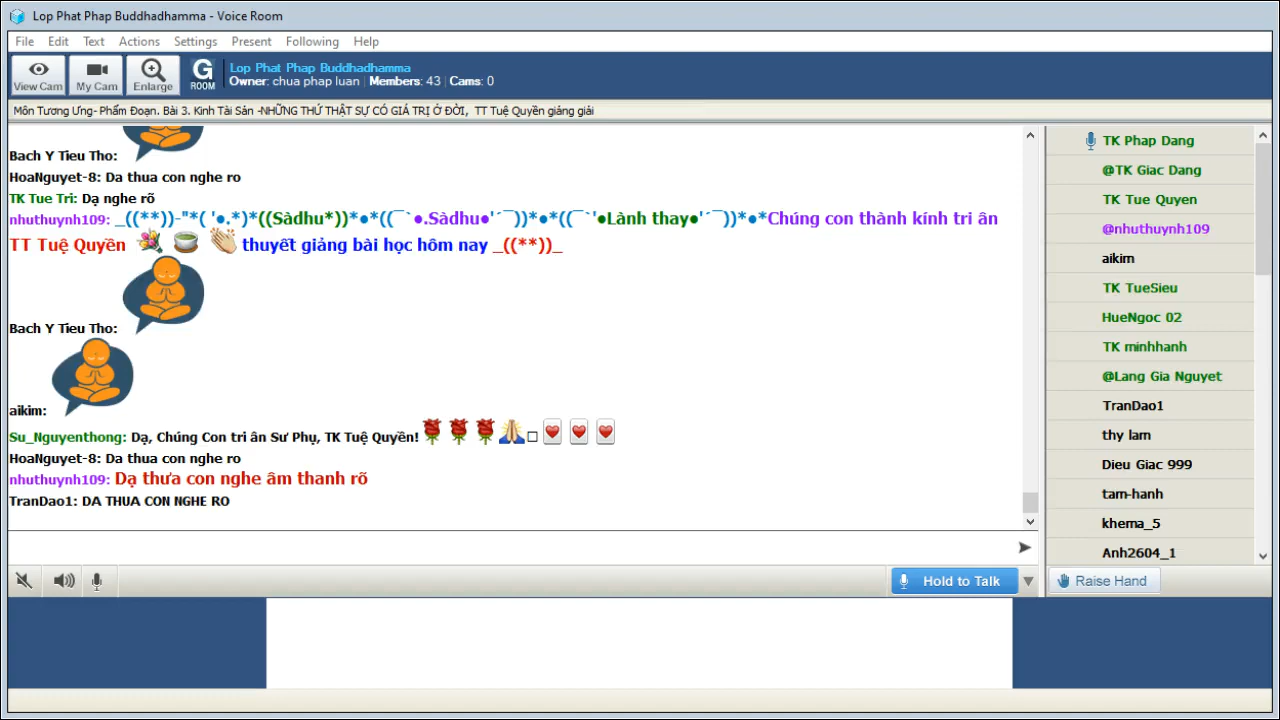 Lop Phat Phap Buddhadhamma - Voice Room
File Edit Text Actions Settings Present Following Help
View Cam
My Cam
Enlarge
G ROOM
Lop Phat Phap Buddhadhamma
Owner: chua phap luan | Members: 43 | Cams: 0
Môn Tương Ưng- Phẩm Đoạn. Bài 3. Kinh Tài Sản -NHỮNG THỨ THẬT SỰ CÓ GIÁ TRỊ Ở ĐỜI, TT Tuệ Quyền giảng giải
Bach Y Tieu Tho:
HoaNguyet-8: Da thua con nghe ro
TK Tue Tri: Dạ nghe rõ
nhuthuynh109: _((**))-"*( '●.*)*((Sàdhu*))*●*((¯`●.Sàdhu●'´¯))*●*((¯`'●Lành thay●'´¯))*●*Chúng con thành kính tri ân
TT Tuệ Quyền 💐 🍵 👏 thuyết giảng bài học hôm nay _((**))_
Bach Y Tieu Tho:
aikim:
Su_Nguyenthong: Dạ, Chúng Con tri ân Sư Phụ, TK Tuệ Quyền! 🌹 🌹 🌹 🙏 □
HoaNguyet-8: Da thua con nghe ro
nhuthuynh109: Dạ thưa con nghe âm thanh rõ
TranDao1: DA THUA CON NGHE RO
Hold to Talk
TK Phap Dang
@TK Giac Dang
TK Tue Quyen
@nhuthuynh109
aikim
TK TueSieu
HueNgoc 02
TK minhhanh
@Lang Gia Nguyet
TranDao1
thy lam
Dieu Giac 999
tam-hanh
khema_5
Anh2604_1
Raise Hand